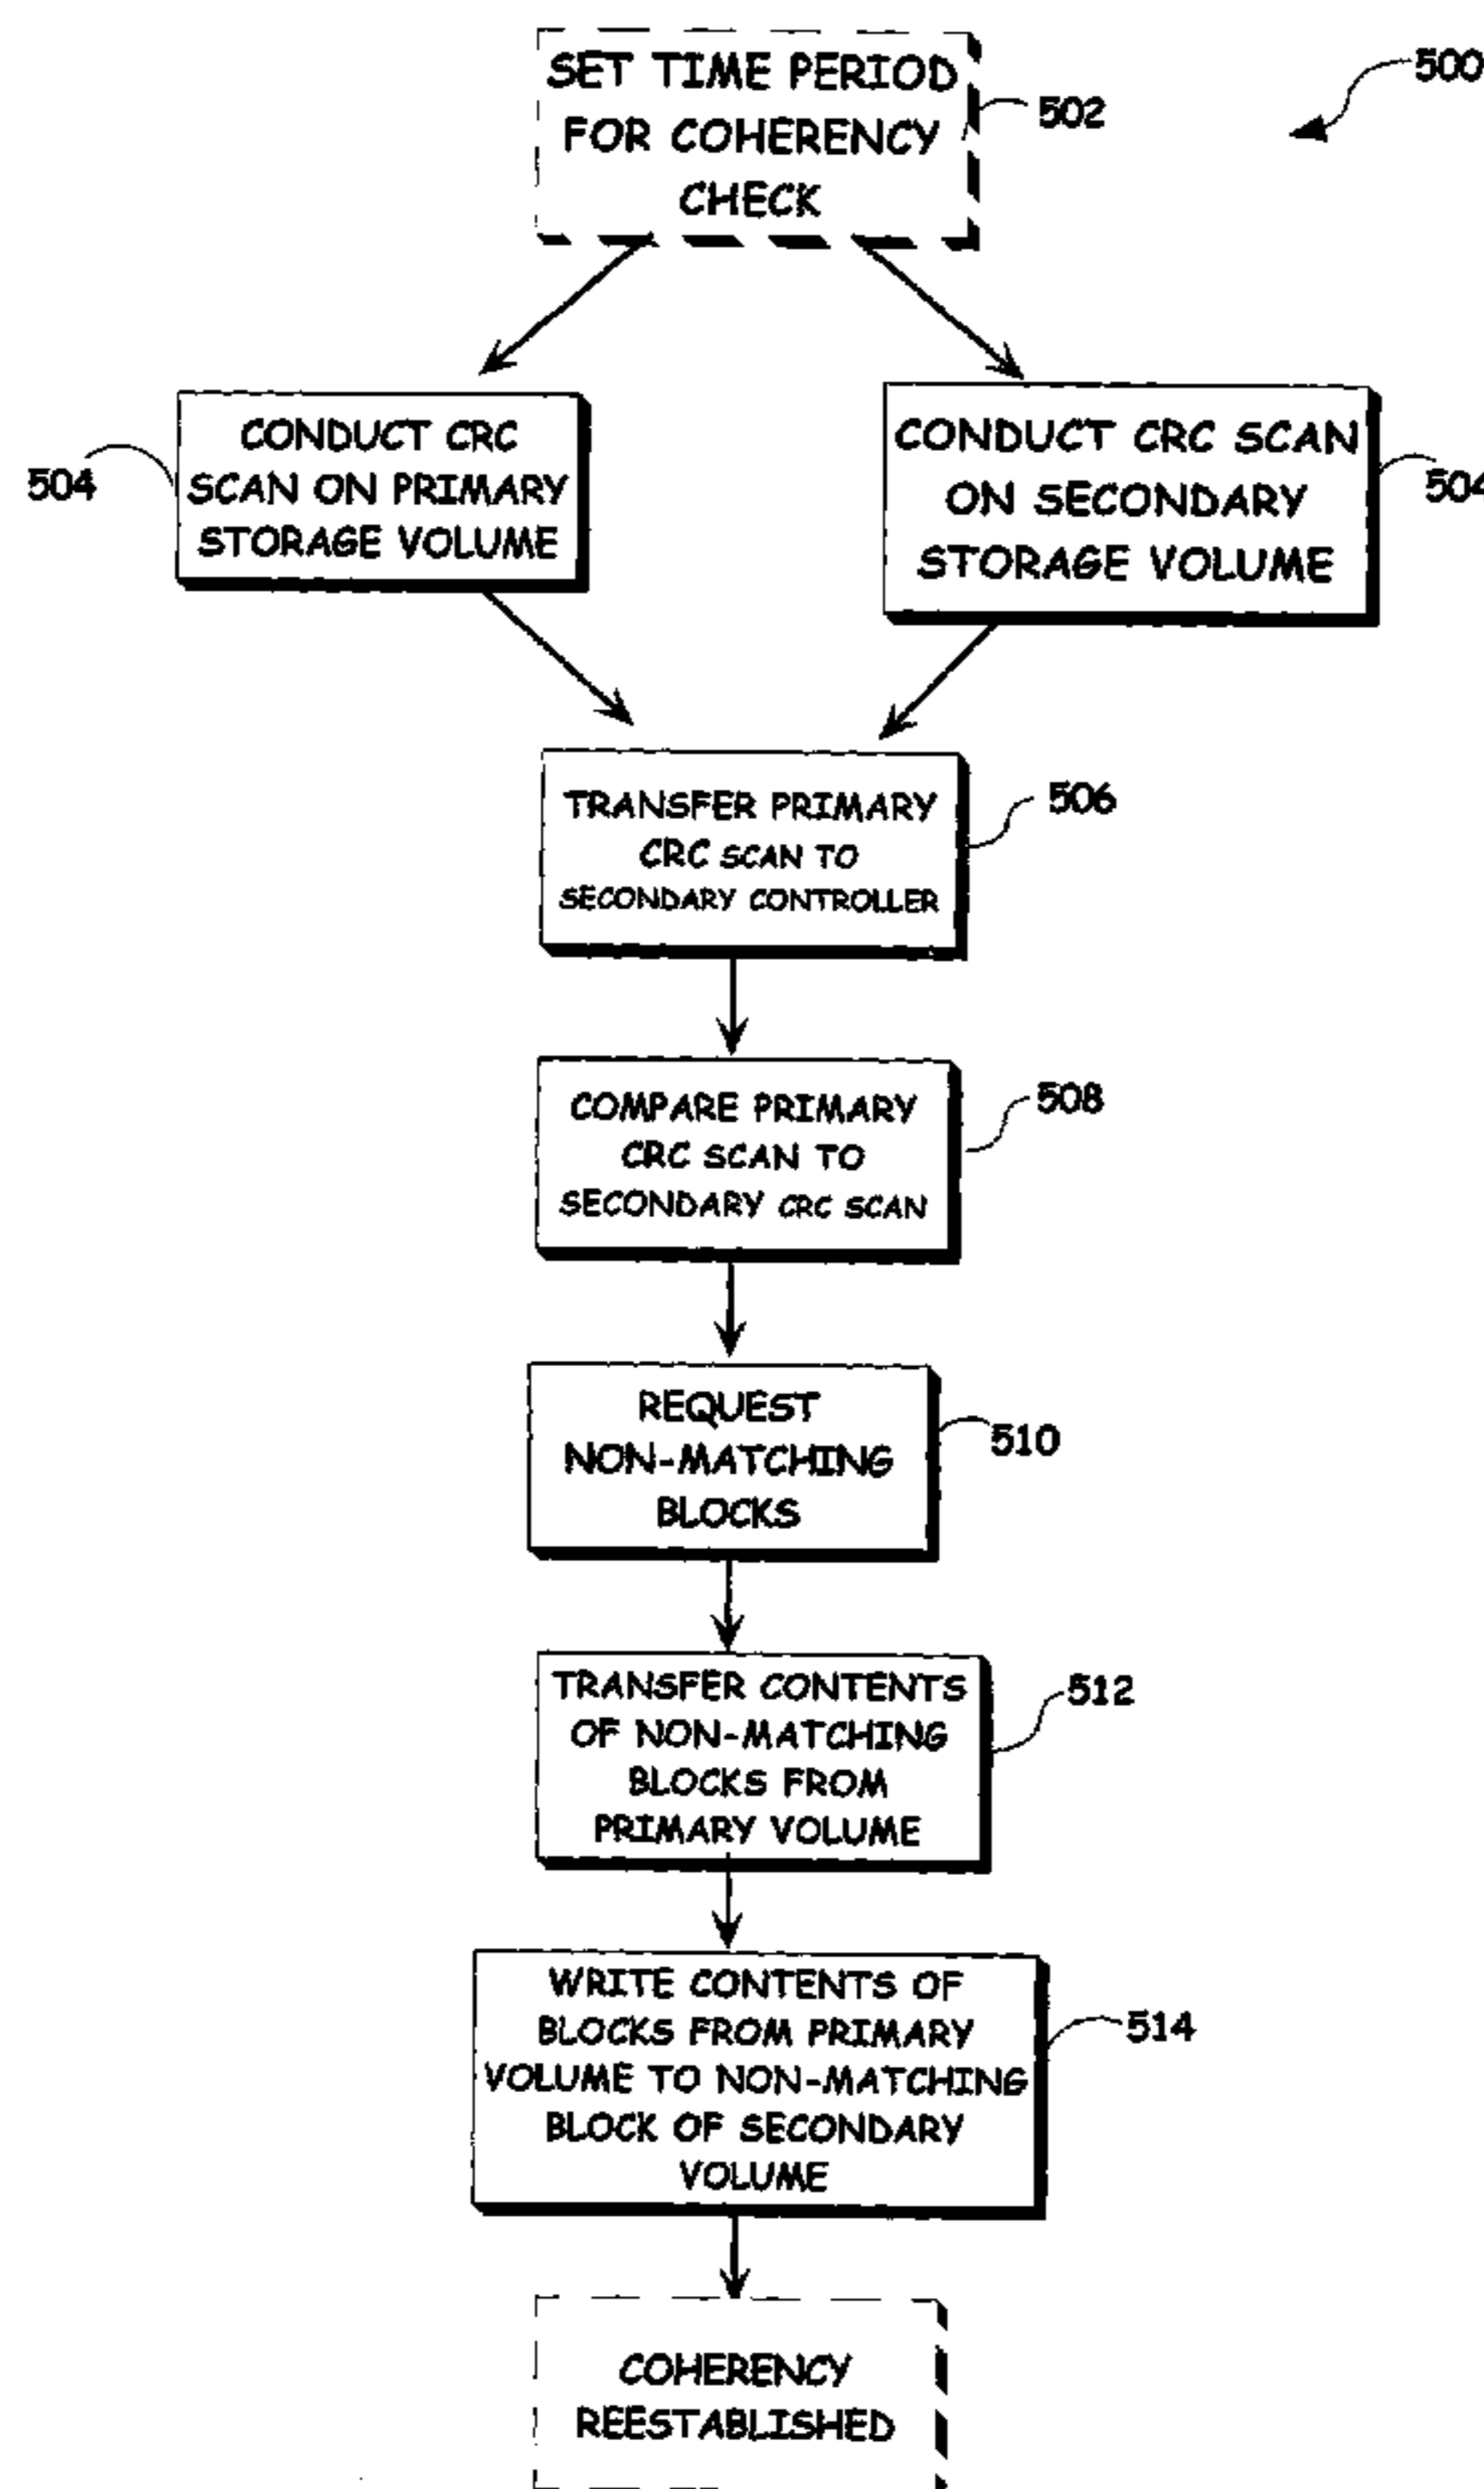 500
SET TIME PERIOD
FOR COHERENCY
CHECK
502
504
CONDUCT CRC
SCAN ON PRIMARY
STORAGE VOLUME
CONDUCT CRC SCAN
ON SECONDARY
STORAGE VOLUME
504
TRANSFER PRIMARY
CRC SCAN TO
SECONDARY CONTROLLER
506
COMPARE PRIMARY
CRC SCAN TO
SECONDARY CRC SCAN
508
REQUEST
NON-MATCHING
BLOCKS
510
TRANSFER CONTENTS
OF NON-MATCHING
BLOCKS FROM
PRIMARY VOLUME
512
WRITE CONTENTS OF
BLOCKS FROM PRIMARY
VOLUME TO NON-MATCHING
BLOCK OF SECONDARY
VOLUME
514
COHERENCY
REESTABLISHED